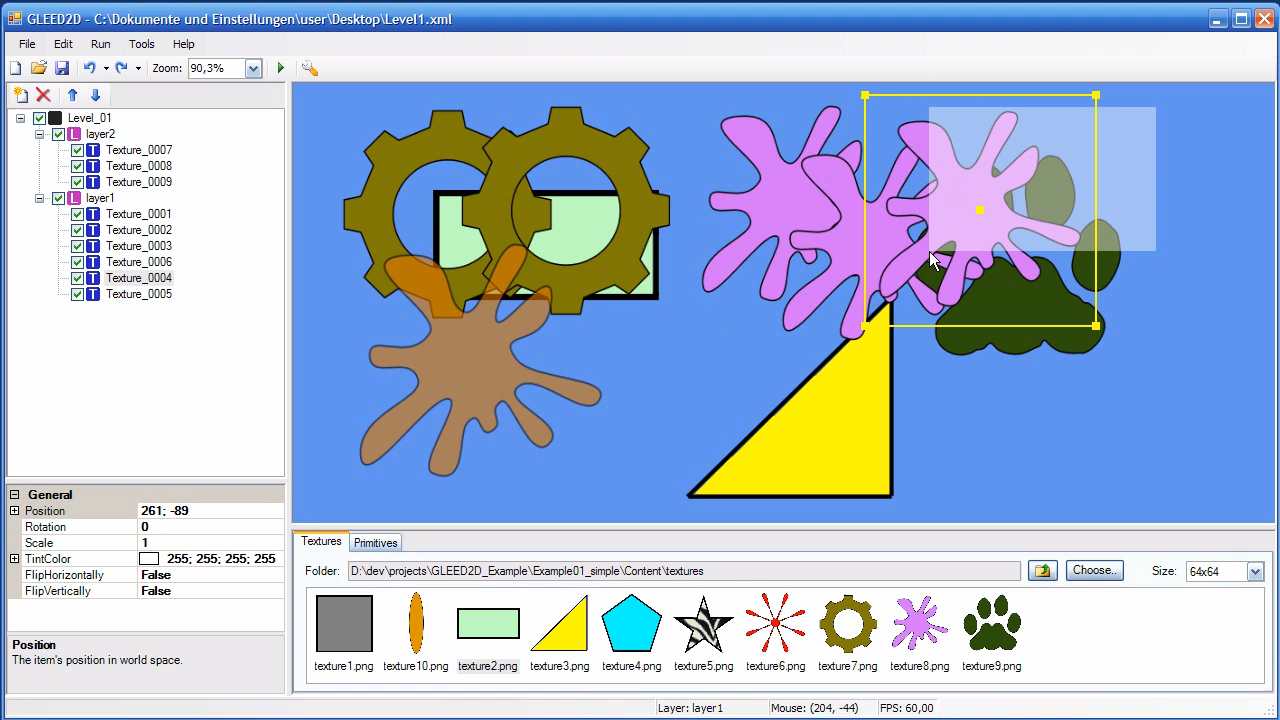 GLEED2D - C:\Dokumente und Einstellungen\user\Desktop\Level1.xml
File Edit Run Tools Help
Zoom: 90,3%
Level_01
L layer2
T Texture_0007
T Texture_0008
T Texture_0009
L layer1
T Texture_0001
T Texture_0002
T Texture_0003
T Texture_0006
T Texture_0004
T Texture_0005
General
Position 261; -89
Rotation 0
Scale 1
TintColor 255; 255; 255; 255
FlipHorizontally False
FlipVertically False
Position
The item's position in world space.
Textures Primitives
Folder: D:\dev\projects\GLEED2D_Example\Example01_simple\Content\textures Choose.. Size: 64x64
texture1.png texture10.png texture2.png texture3.png texture4.png texture5.png texture6.png texture7.png texture8.png texture9.png
Layer: layer1 Mouse: (204, -44) FPS: 60,00